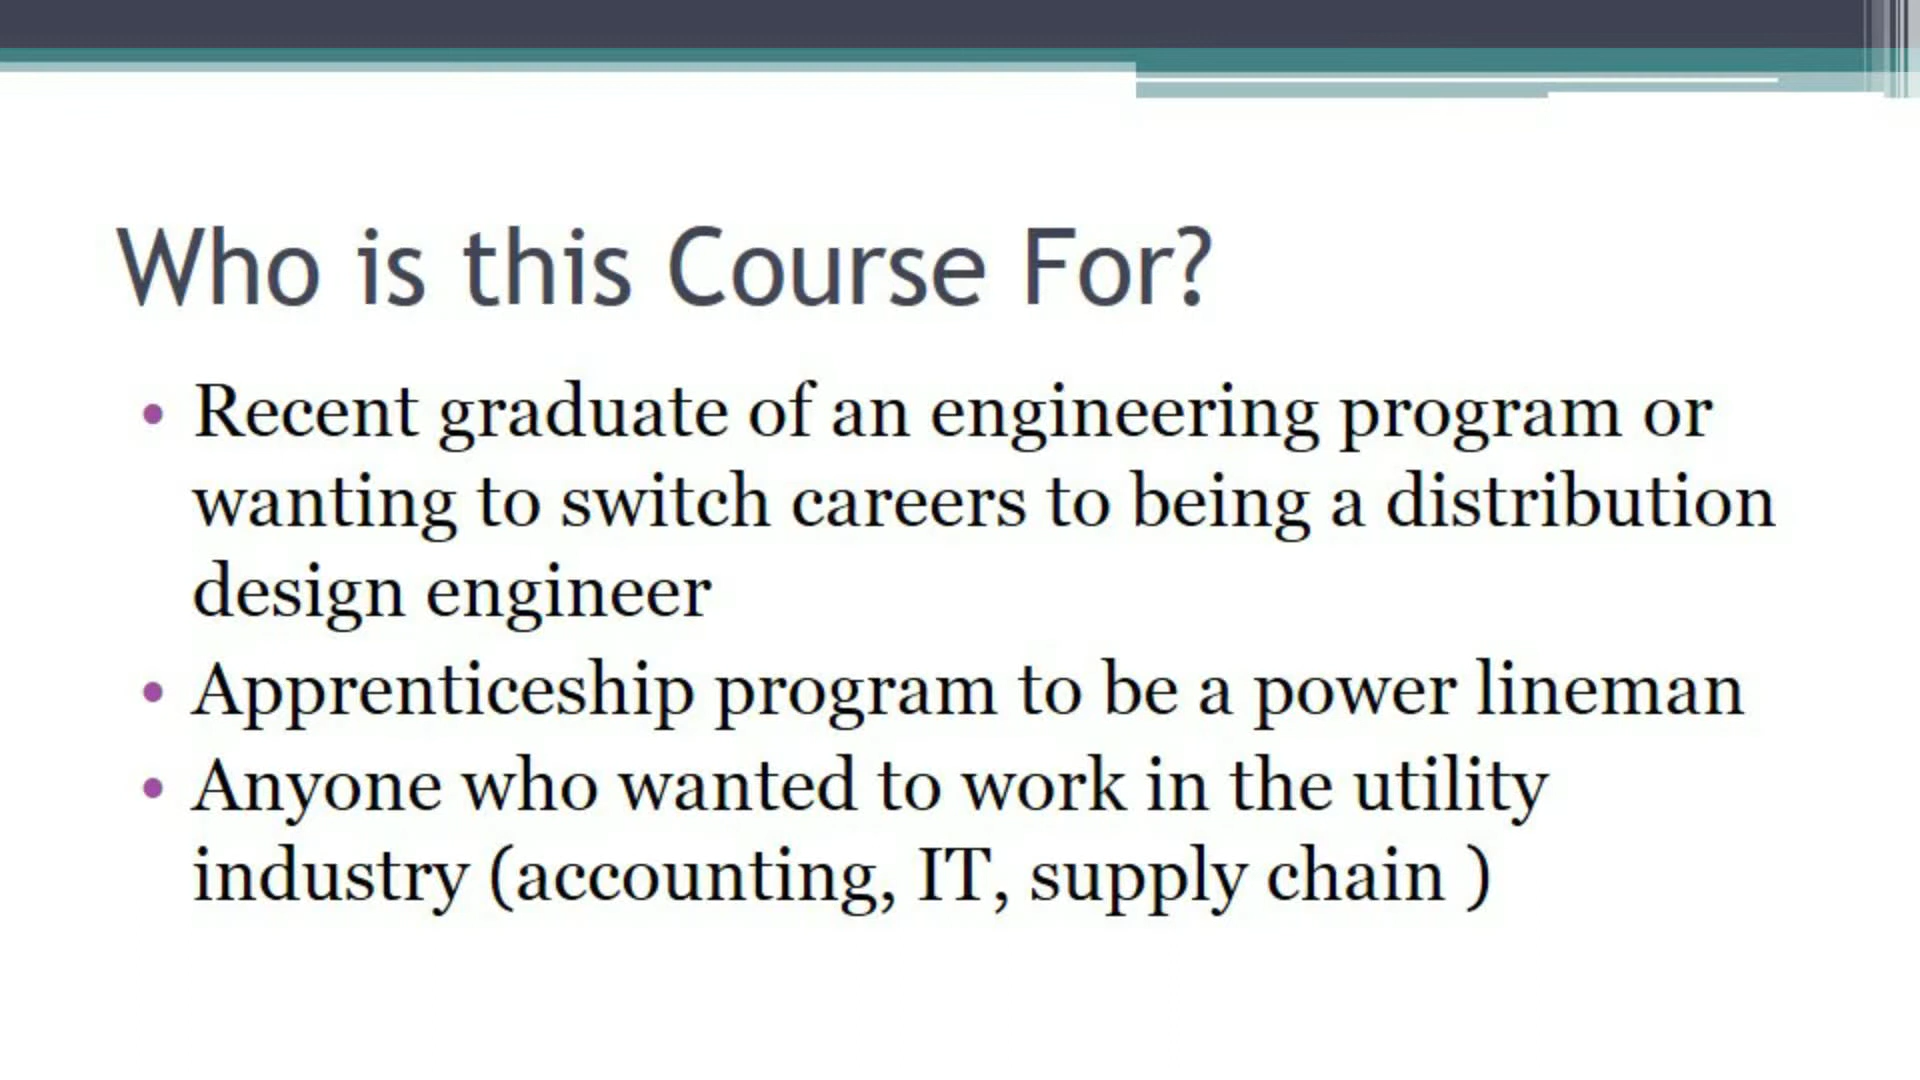 Who is this Course For?
• Recent graduate of an engineering program or
wanting to switch careers to being a distribution
design engineer
• Apprenticeship program to be a power lineman
• Anyone who wanted to work in the utility
industry (accounting, IT, supply chain )